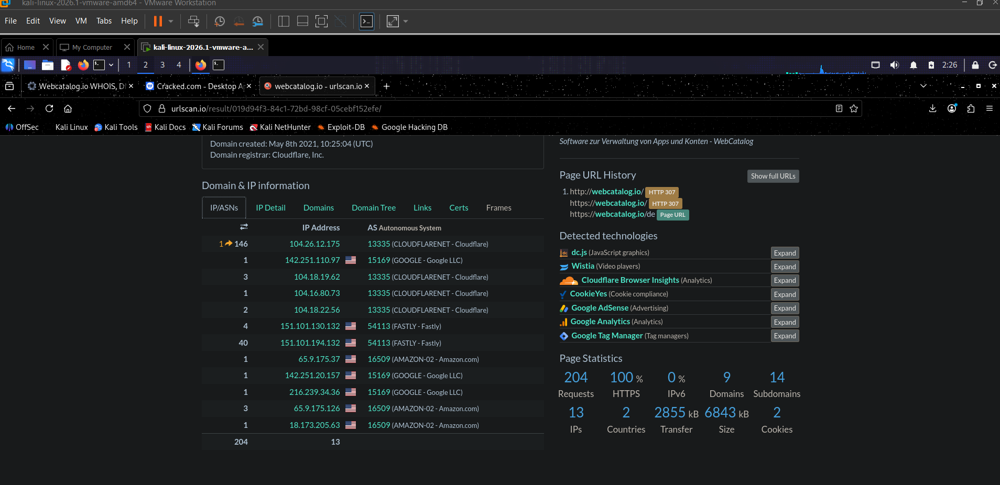 kali-linux-2026.1-vmware-amd64 - VMware Workstation
File Edit View VM Tabs Help
Home My Computer kali-linux-2026.1-vmware-a...
1 2 3 4 2:26
Webcatalog.io WHOIS, D Cracked.com - Desktop A webcatalog.io - urlscan.io
urlscan.io/result/019d94f3-84c1-72bd-98cf-05cebf152efe/
OffSec Kali Linux Kali Tools Kali Docs Kali Forums Kali NetHunter Exploit-DB Google Hacking DB
Domain created: May 8th 2021, 10:25:04 (UTC)
Domain registrar: Cloudflare, Inc.
Domain & IP information
IP/ASNs IP Detail Domains Domain Tree Links Certs Frames
IP Address AS Autonomous System
1 146 104.26.12.175 13335 (CLOUDFLARENET - Cloudflare)
1 142.251.110.97 15169 (GOOGLE - Google LLC)
3 104.18.19.62 13335 (CLOUDFLARENET - Cloudflare)
1 104.16.80.73 13335 (CLOUDFLARENET - Cloudflare)
2 104.18.22.56 13335 (CLOUDFLARENET - Cloudflare)
4 151.101.130.132 54113 (FASTLY - Fastly)
40 151.101.194.132 54113 (FASTLY - Fastly)
1 65.9.175.37 16509 (AMAZON-02 - Amazon.com)
1 142.251.20.157 15169 (GOOGLE - Google LLC)
1 216.239.34.36 15169 (GOOGLE - Google LLC)
3 65.9.175.126 16509 (AMAZON-02 - Amazon.com)
1 18.173.205.63 16509 (AMAZON-02 - Amazon.com)
204 13
Software zur Verwaltung von Apps und Konten - WebCatalog
Page URL History Show full URLs
1. http://webcatalog.io/ HTTP 307
https://webcatalog.io/ HTTP 307
https://webcatalog.io/de Page URL
Detected technologies
dc.js (JavaScript graphics) Expand
Wistia (Video players) Expand
Cloudflare Browser Insights (Analytics) Expand
CookieYes (Cookie compliance) Expand
Google AdSense (Advertising) Expand
Google Analytics (Analytics) Expand
Google Tag Manager (Tag managers) Expand
Page Statistics
204 100 % 0 % 9 14
Requests HTTPS IPv6 Domains Subdomains
13 2 2855 kB 6843 kB 2
IPs Countries Transfer Size Cookies